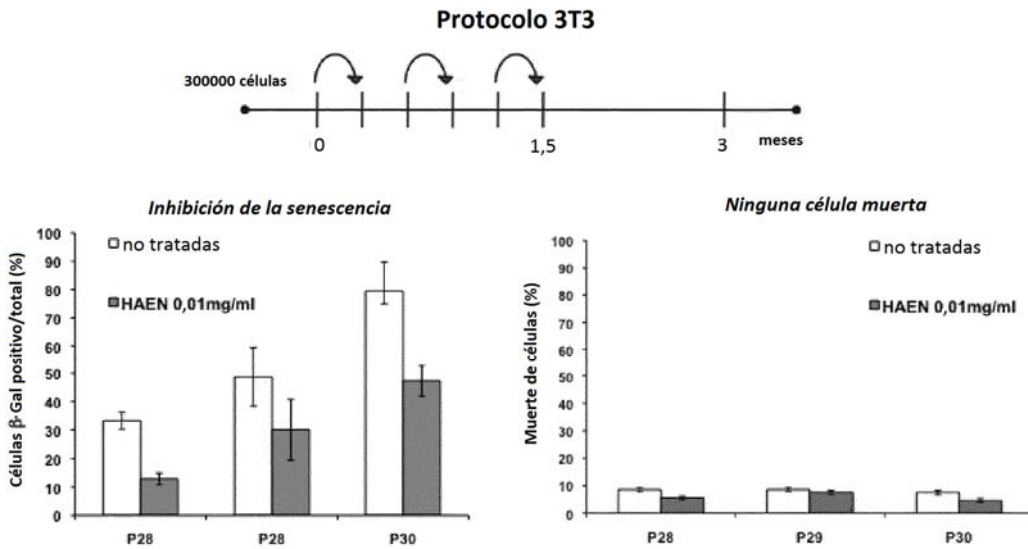 Protocolo 3T3
300000 células
0
1,5
3
meses
Inhibición de la senescencia
Células β-Gal positivo/total (%)
100
90
80
70
60
50
40
30
20
10
0
no tratadas
HAEN 0,01mg/ml
P28
P28
P30
Ninguna célula muerta
Muerte de células (%)
100
90
80
70
60
50
40
30
20
10
0
no tratadas
HAEN 0,01mg/ml
P28
P29
P30